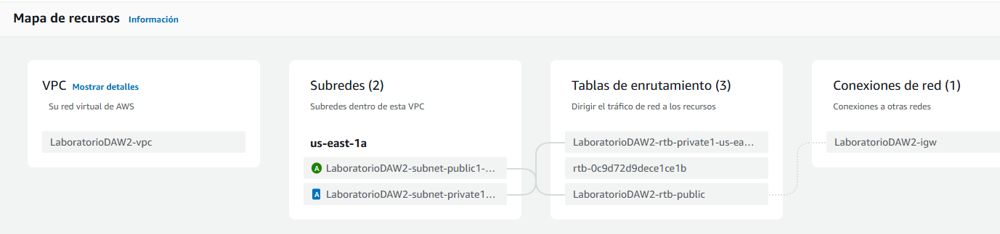 Mapa de recursos Información
VPC Mostrar detalles
Su red virtual de AWS
LaboratorioDAW2-vpc
Subredes (2)
Subredes dentro de esta VPC
us-east-1a
A LaboratorioDAW2-subnet-public1-...
A LaboratorioDAW2-subnet-private1...
Tablas de enrutamiento (3)
Dirigir el tráfico de red a los recursos
LaboratorioDAW2-rtb-private1-us-ea...
rtb-0c9d72d9dece1ce1b
LaboratorioDAW2-rtb-public
Conexiones de red (1)
Conexiones a otras redes
LaboratorioDAW2-igw